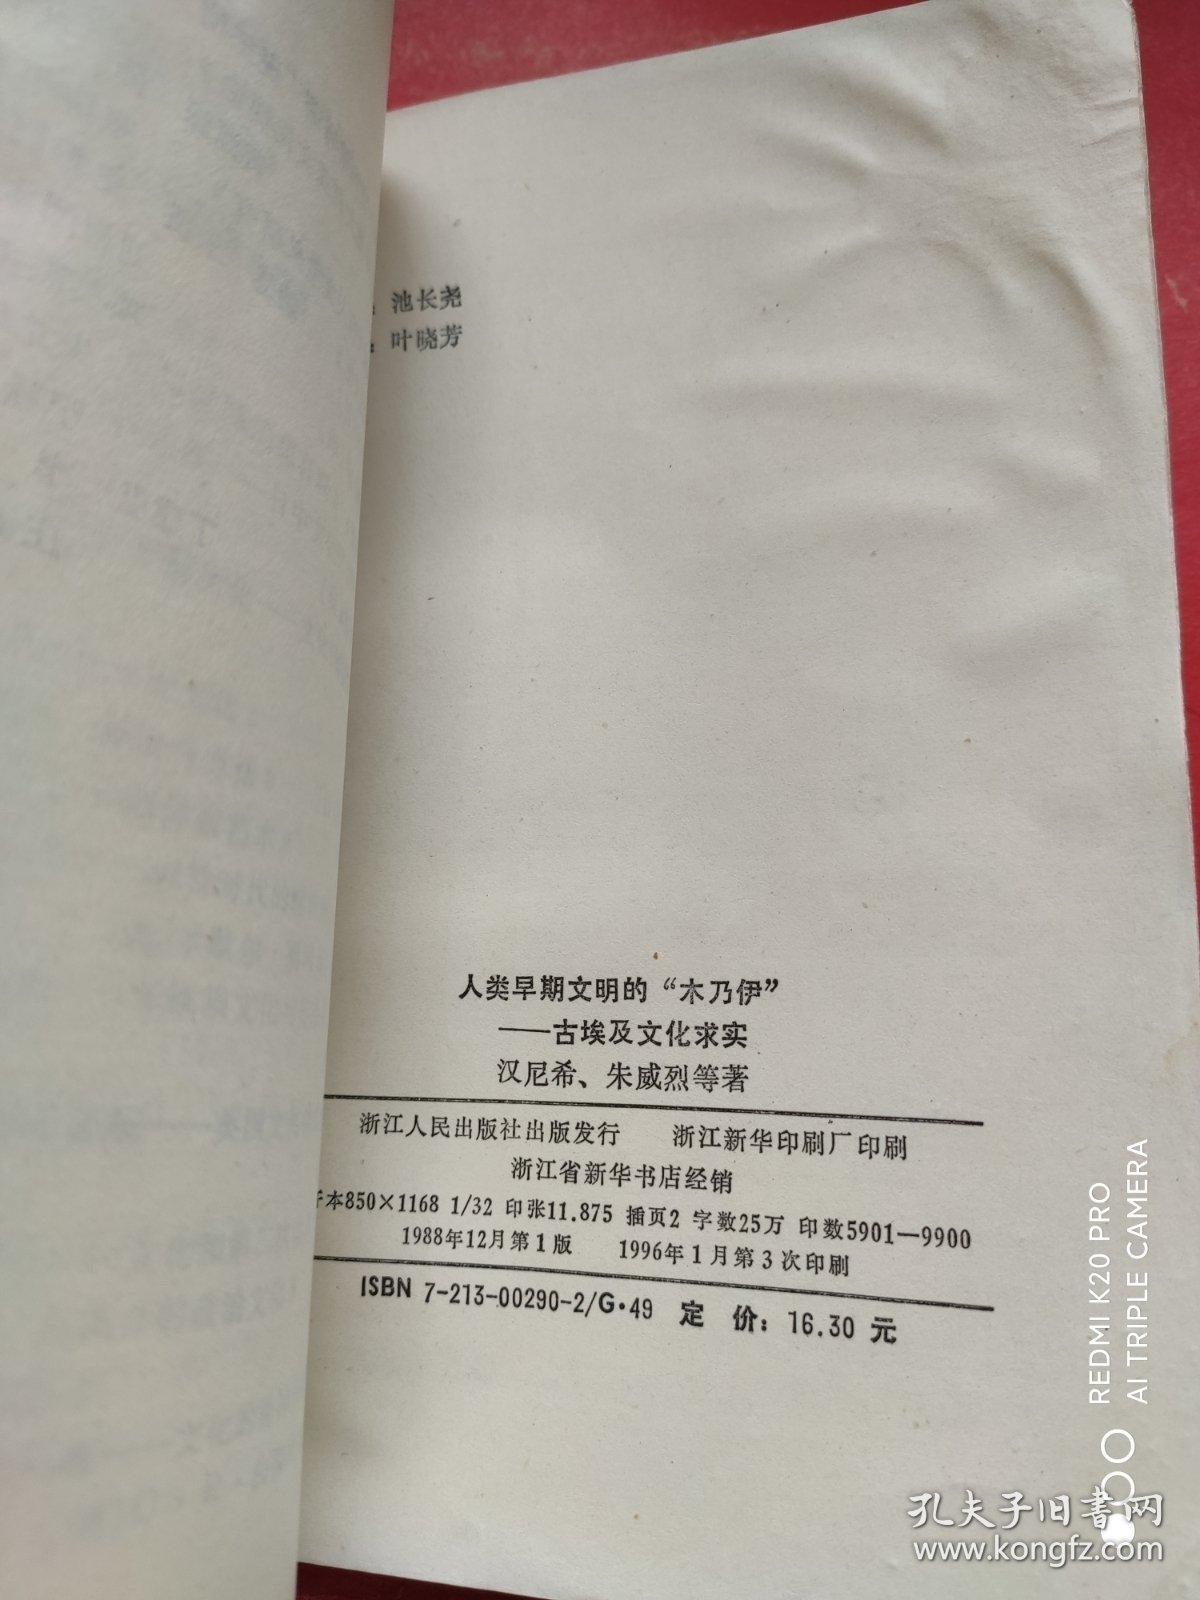 池长尧
叶晓芳
人类早期文明的“木乃伊”
——古埃及文化求实
汉尼希、朱威烈等著
浙江人民出版社出版发行 浙江新华印刷厂印刷
浙江省新华书店经销
本850×1168 1/32 印张11.875 插页2 字数25万 印数5901—9900
1988年12月第1版 1996年1月第3次印刷
ISBN 7-213-00290-2/G·49 定 价：16.30 元
REDMI K20 PRO
AI TRIPLE CAMERA
孔夫子旧书网
www.kongfz.com